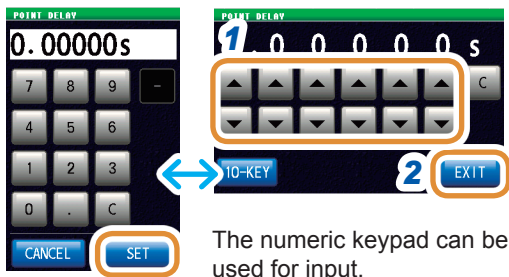 POINT DELAY
0.00000s
7 8 9 -
4 5 6
1 2 3
0 . C
CANCEL SET
POINT DELAY
1 .0 0 0 0 0 s
C
10-KEY 2 EXIT
The numeric keypad can be
used for input.